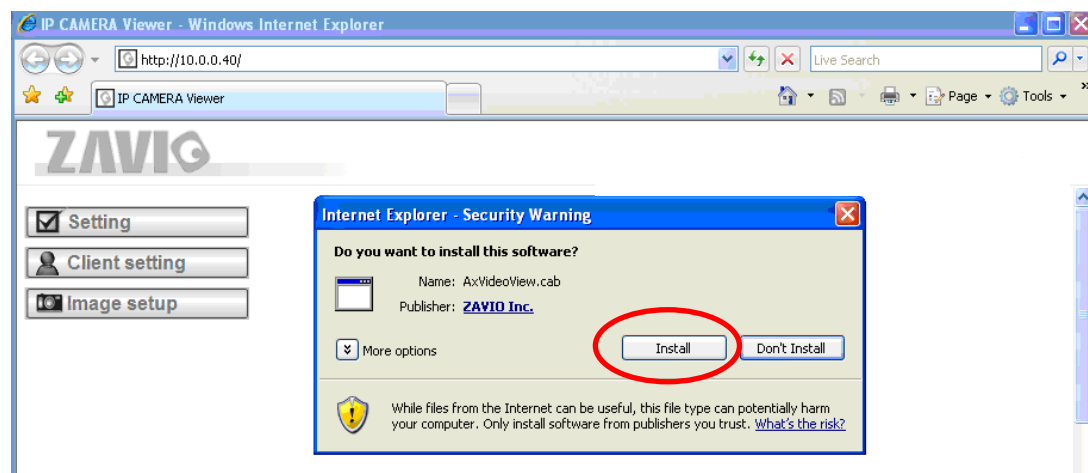 IP CAMERA Viewer - Windows Internet Explorer
http://10.0.0.40/
Live Search
IP CAMERA Viewer
Page
Tools
»
ZAVIO
Setting
Client setting
Image setup
Internet Explorer - Security Warning
Do you want to install this software?
Name: AxVideoView.cab
Publisher: ZAVIO Inc.
More options
Install
Don't Install
While files from the Internet can be useful, this file type can potentially harm
your computer. Only install software from publishers you trust. What's the risk?